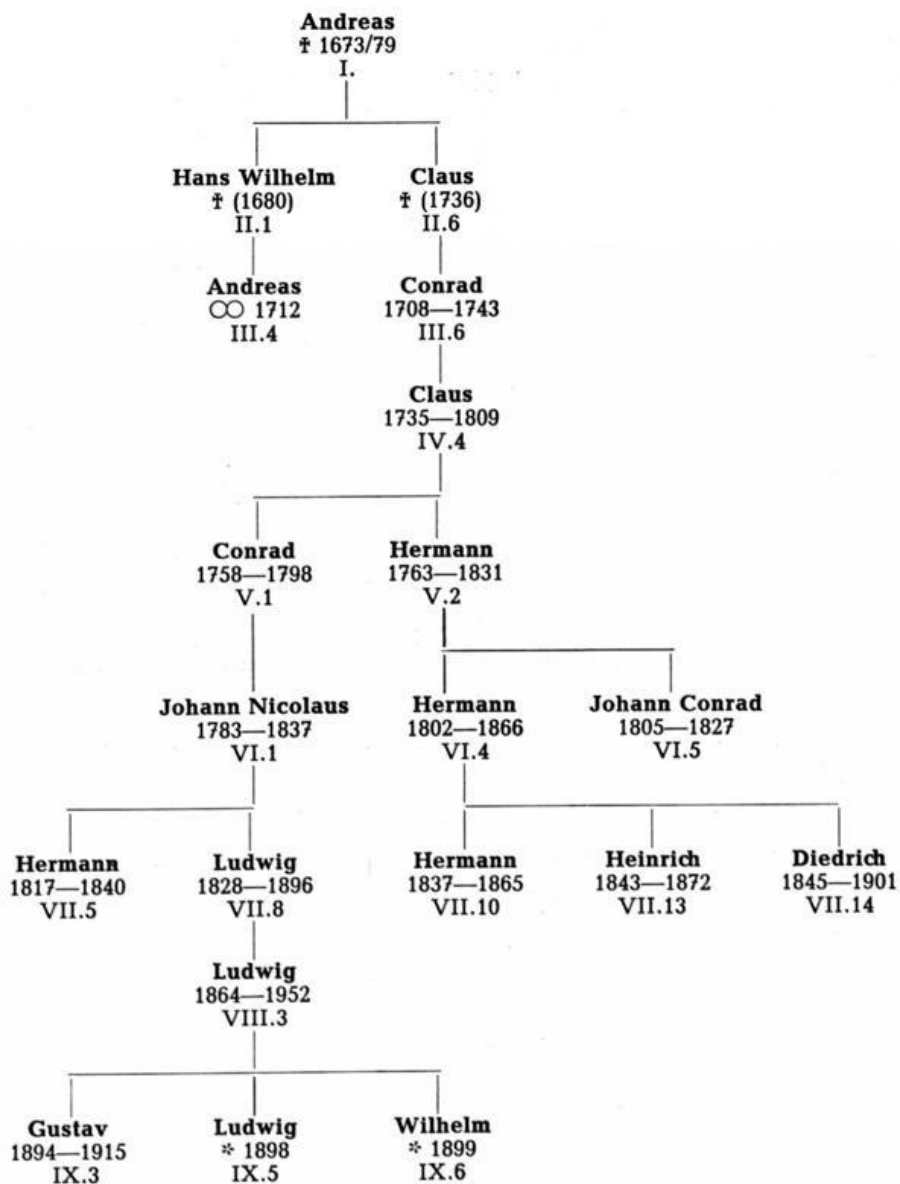 Andreas
✝ 1673/79
I.
Hans Wilhelm
✝ (1680)
II.1
Claus
✝ (1736)
II.6
Andreas
○○ 1712
III.4
Conrad
1708—1743
III.6
Claus
1735—1809
IV.4
Conrad
1758—1798
V.1
Hermann
1763—1831
V.2
Johann Nicolaus
1783—1837
VI.1
Hermann
1802—1866
VI.4
Johann Conrad
1805—1827
VI.5
Hermann
1817—1840
VII.5
Ludwig
1828—1896
VII.8
Hermann
1837—1865
VII.10
Heinrich
1843—1872
VII.13
Diedrich
1845—1901
VII.14
Ludwig
1864—1952
VIII.3
Gustav
1894—1915
IX.3
Ludwig
* 1898
IX.5
Wilhelm
* 1899
IX.6